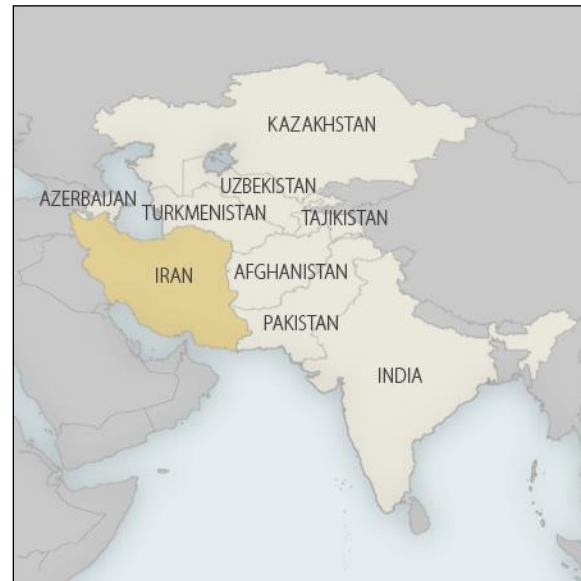 KAZAKHSTAN
UZBEKISTAN
AZERBAIJAN
TURKMENISTAN
TAJIKISTAN
IRAN
AFGHANISTAN
PAKISTAN
INDIA